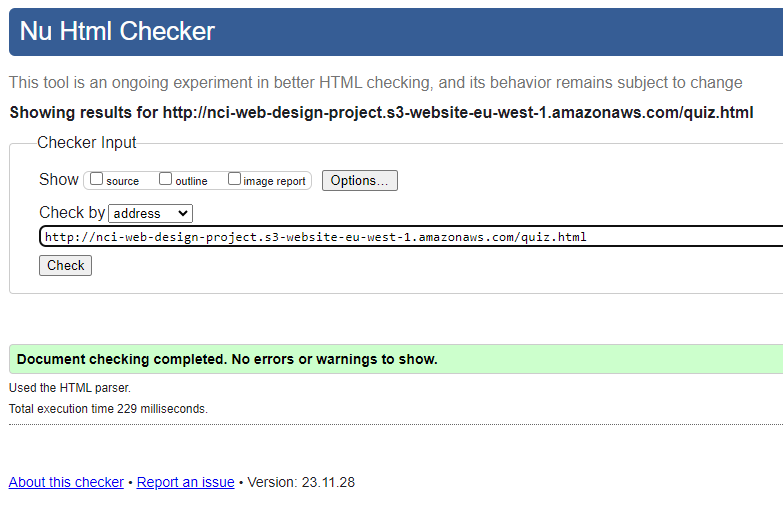 Nu Html Checker
This tool is an ongoing experiment in better HTML checking, and its behavior remains subject to change
Showing results for http://nci-web-design-project.s3-website-eu-west-1.amazonaws.com/quiz.html
Checker Input
Show source outline image report Options...
Check by address
http://nci-web-design-project.s3-website-eu-west-1.amazonaws.com/quiz.html
Check
Document checking completed. No errors or warnings to show.
Used the HTML parser.
Total execution time 229 milliseconds.
About this checker • Report an issue • Version: 23.11.28